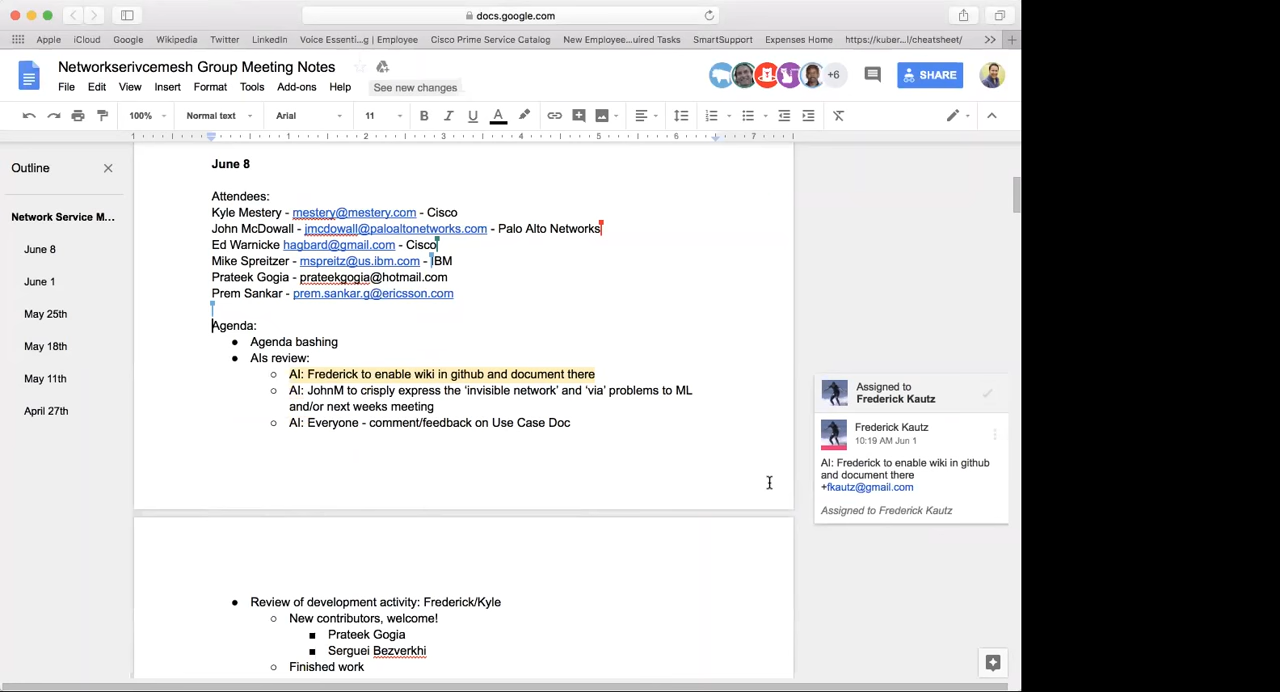 docs.google.com
Apple iCloud Google Wikipedia Twitter LinkedIn Voice Essenti...g | Employee Cisco Prime Service Catalog New Employee...uired Tasks SmartSupport Expenses Home https://kuber...l/cheatsheet/
Networkserivcemesh Group Meeting Notes
+6
SHARE
File Edit View Insert Format Tools Add-ons Help See new changes
100% Normal text Arial 11 B I U A
1 1 2 3 4 5 6 7
Outline
Network Service M...
June 8
June 1
May 25th
May 18th
May 11th
April 27th
June 8
Attendees:
Kyle Mestery - mestery@mestery.com - Cisco
John McDowall - jmcdowall@paloaltonetworks.com - Palo Alto Networks
Ed Warnicke hagbard@gmail.com - Cisco
Mike Spreitzer - mspreitz@us.ibm.com - IBM
Prateek Gogia - prateekgogia@hotmail.com
Prem Sankar - prem.sankar.g@ericsson.com
Agenda:
● Agenda bashing
● AIs review:
○ AI: Frederick to enable wiki in github and document there
○ AI: JohnM to crisply express the ‘invisible network’ and ‘via’ problems to ML
and/or next weeks meeting
○ AI: Everyone - comment/feedback on Use Case Doc
● Review of development activity: Frederick/Kyle
○ New contributors, welcome!
■ Prateek Gogia
■ Serguei Bezverkhi
○ Finished work
Assigned to
Frederick Kautz
Frederick Kautz
10:19 AM Jun 1
AI: Frederick to enable wiki in github
and document there
+fkautz@gmail.com
Assigned to Frederick Kautz